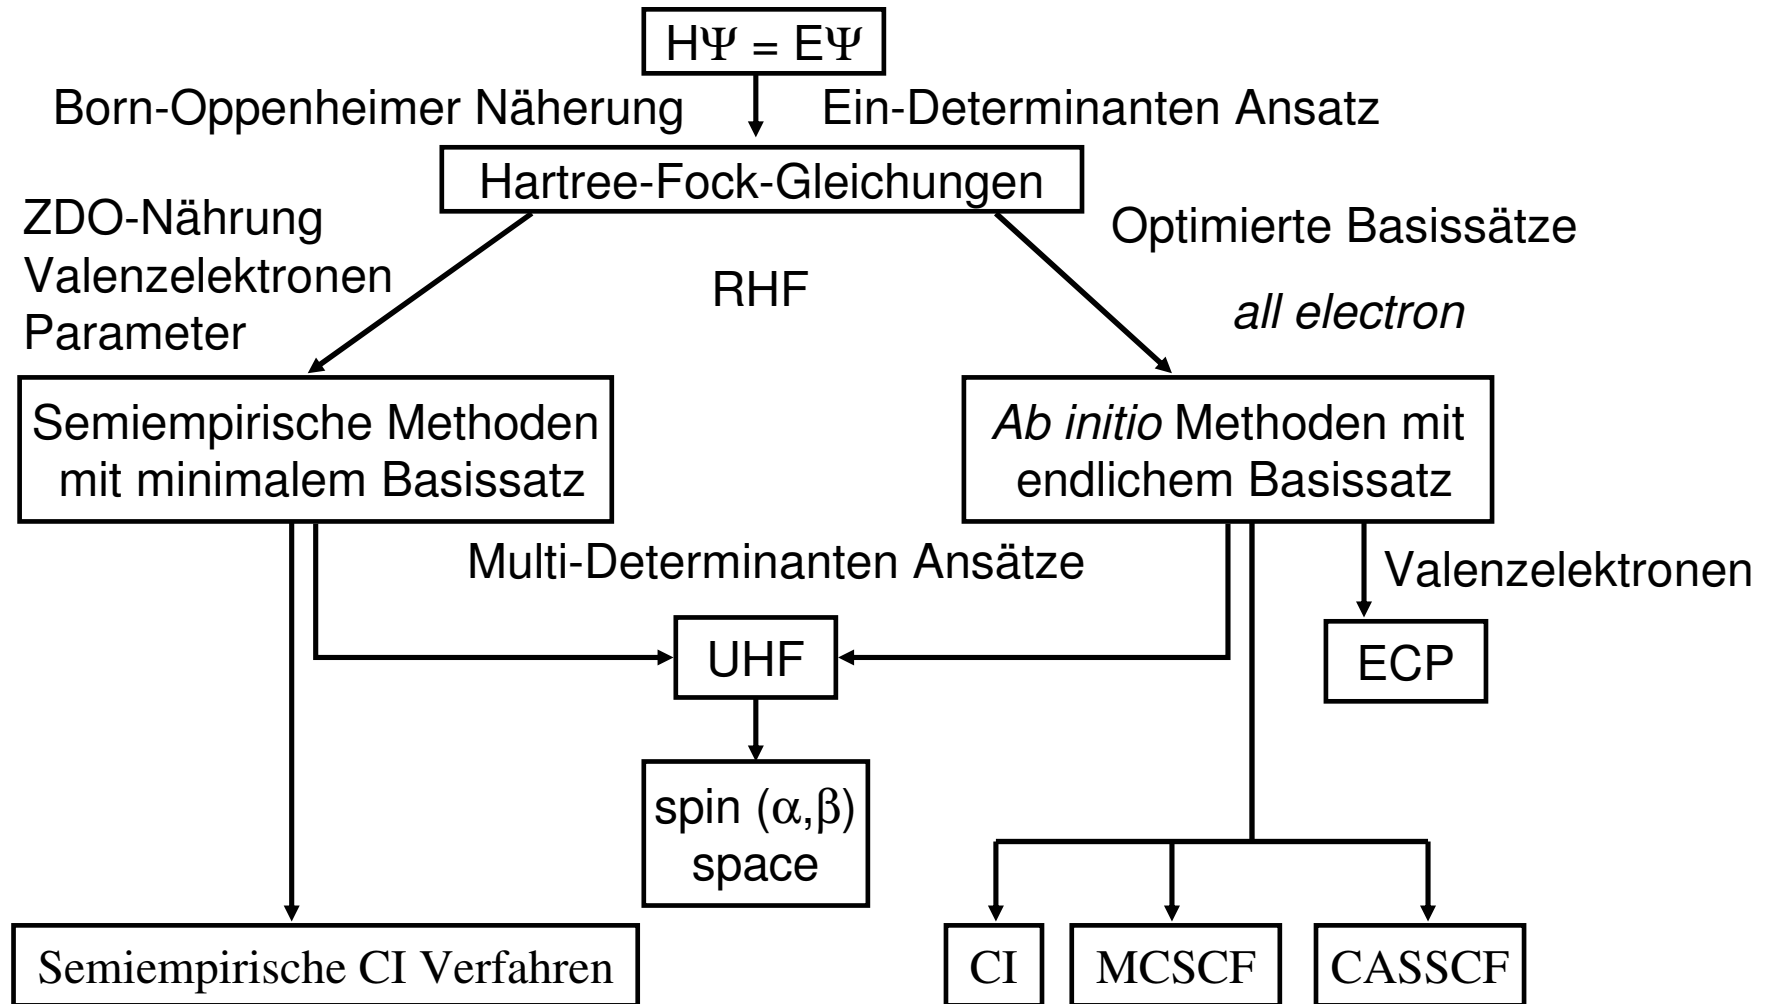 HΨ = EΨ
Born-Oppenheimer Näherung
Ein-Determinanten Ansatz
Hartree-Fock-Gleichungen
ZDO-Nährung
Valenzelektronen
Parameter
RHF
Optimierte Basissätze
all electron
Semiempirische Methoden
mit minimalem Basissatz
Ab initio Methoden mit
endlichem Basissatz
Multi-Determinanten Ansätze
Valenzelektronen
UHF
ECP
spin (α,β)
space
Semiempirische CI Verfahren
CI
MCSCF
CASSCF